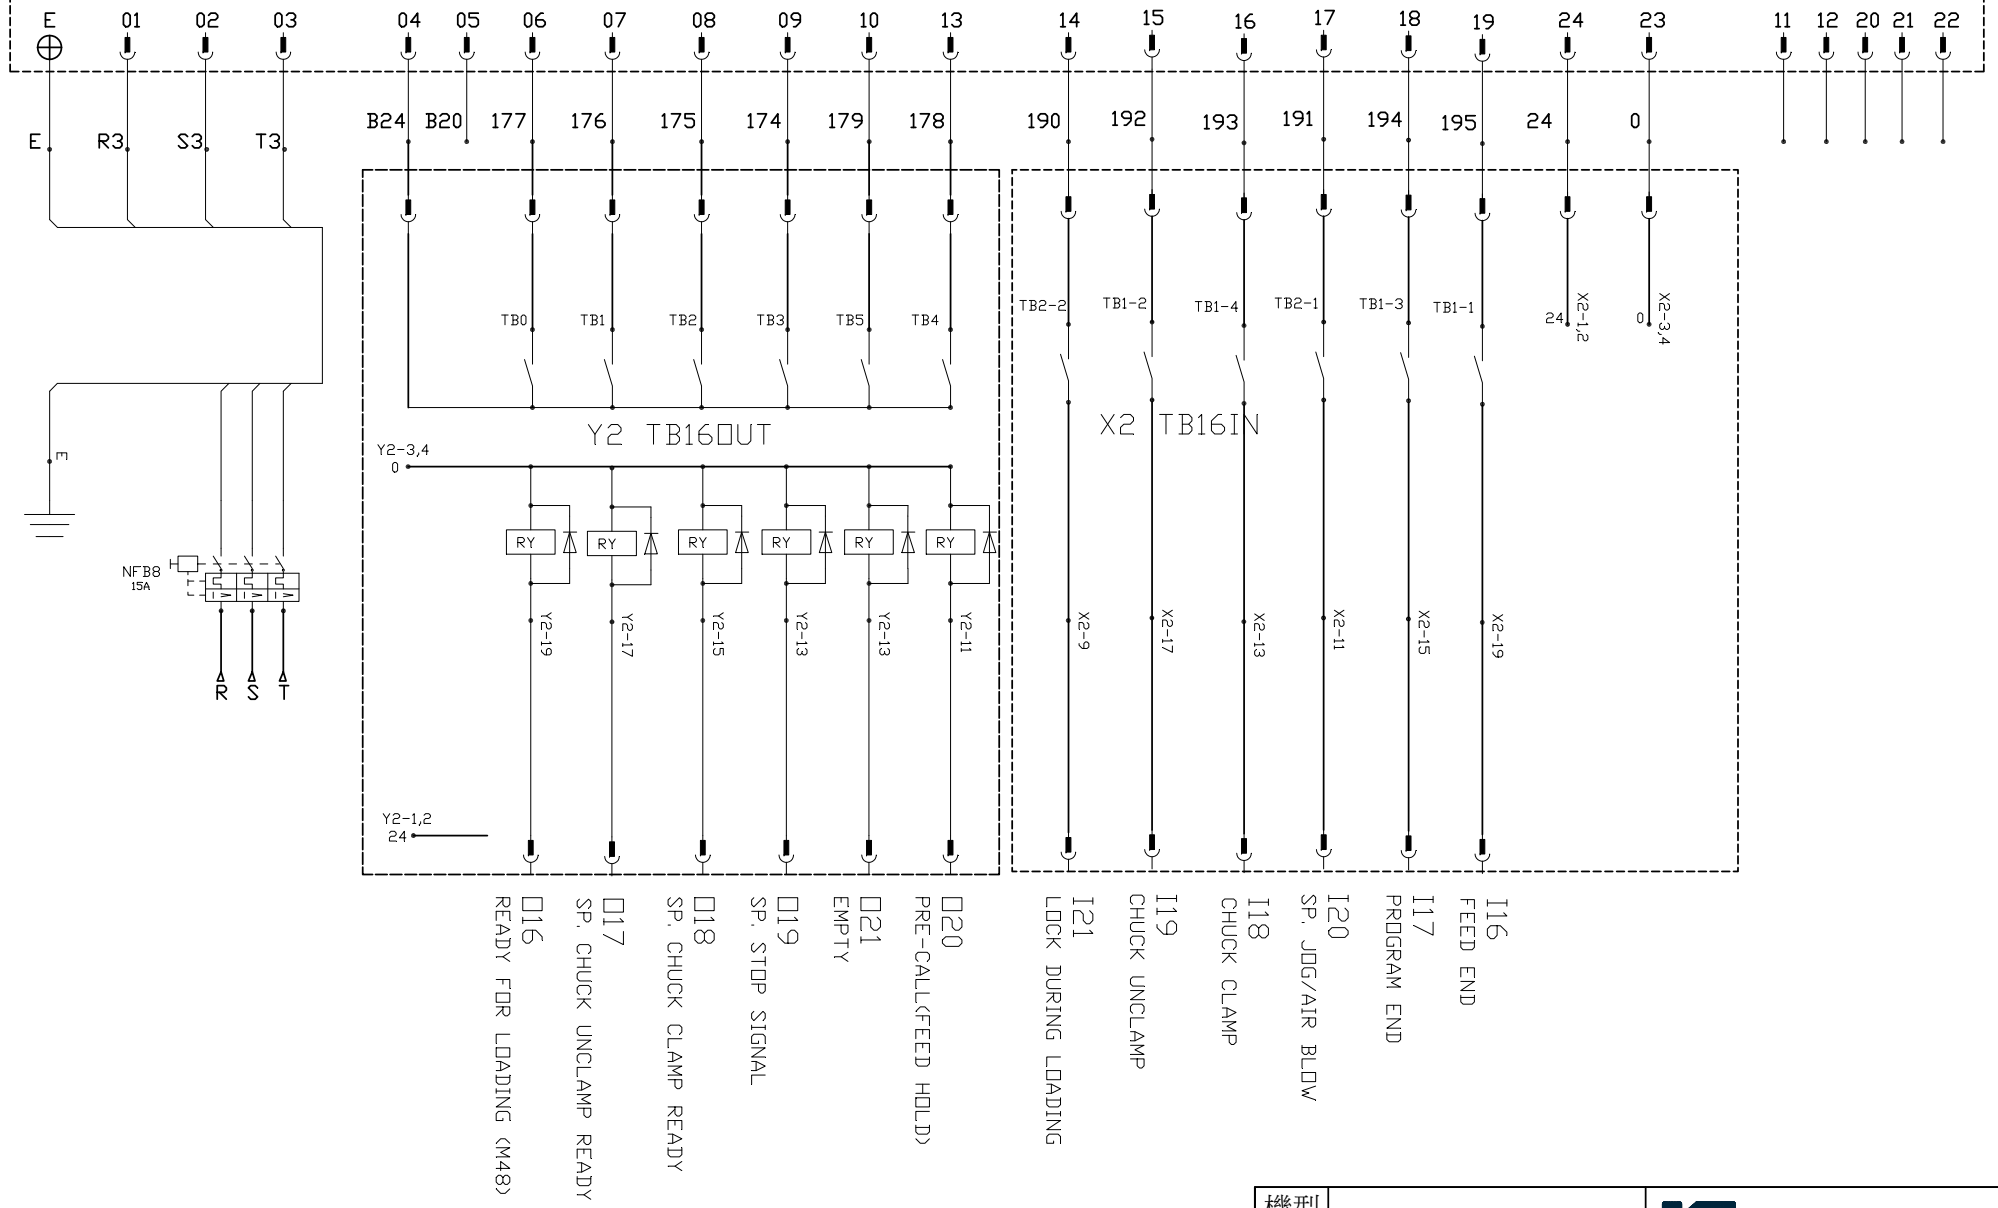 E 01 02 03 04 05 06 07 08 09 10 13 14 15 16 17 18 19 24 23 11 12 20 21 22
B24 B20 177 176 175 174 179 178 190 192 193 191 194 195 24 0
E R3 S3 T3
TB0 TB1 TB2 TB3 TB5 TB4
TB2-2 TB1-2 TB1-4 TB2-1 TB1-3 TB1-1
24 X2-1,2
0 X2-3,4
Y2 TB16OUT
X2 TB16IN
Y2-3,4
0
E
RY RY RY RY RY RY
NFB8
15A
Y2-19 Y2-17 Y2-15 Y2-13 Y2-13 Y2-11
X2-9 X2-17 X2-13 X2-11 X2-15 X2-19
R S T
Y2-1,2
24
O16
READY FOR LOADING (M48)
O17
SP. CHUCK UNCLAMP READY
O18
SP. CHUCK CLAMP READY
O19
SP. STOP SIGNAL
O21
EMPTY
O20
PRE-CALL(FEED HOLD)
I21
LOCK DURING LOADING
I19
CHUCK UNCLAMP
I18
CHUCK CLAMP
I20
SP. JOG/AIR BLOW
I17
PROGRAM END
I16
FEED END
機型